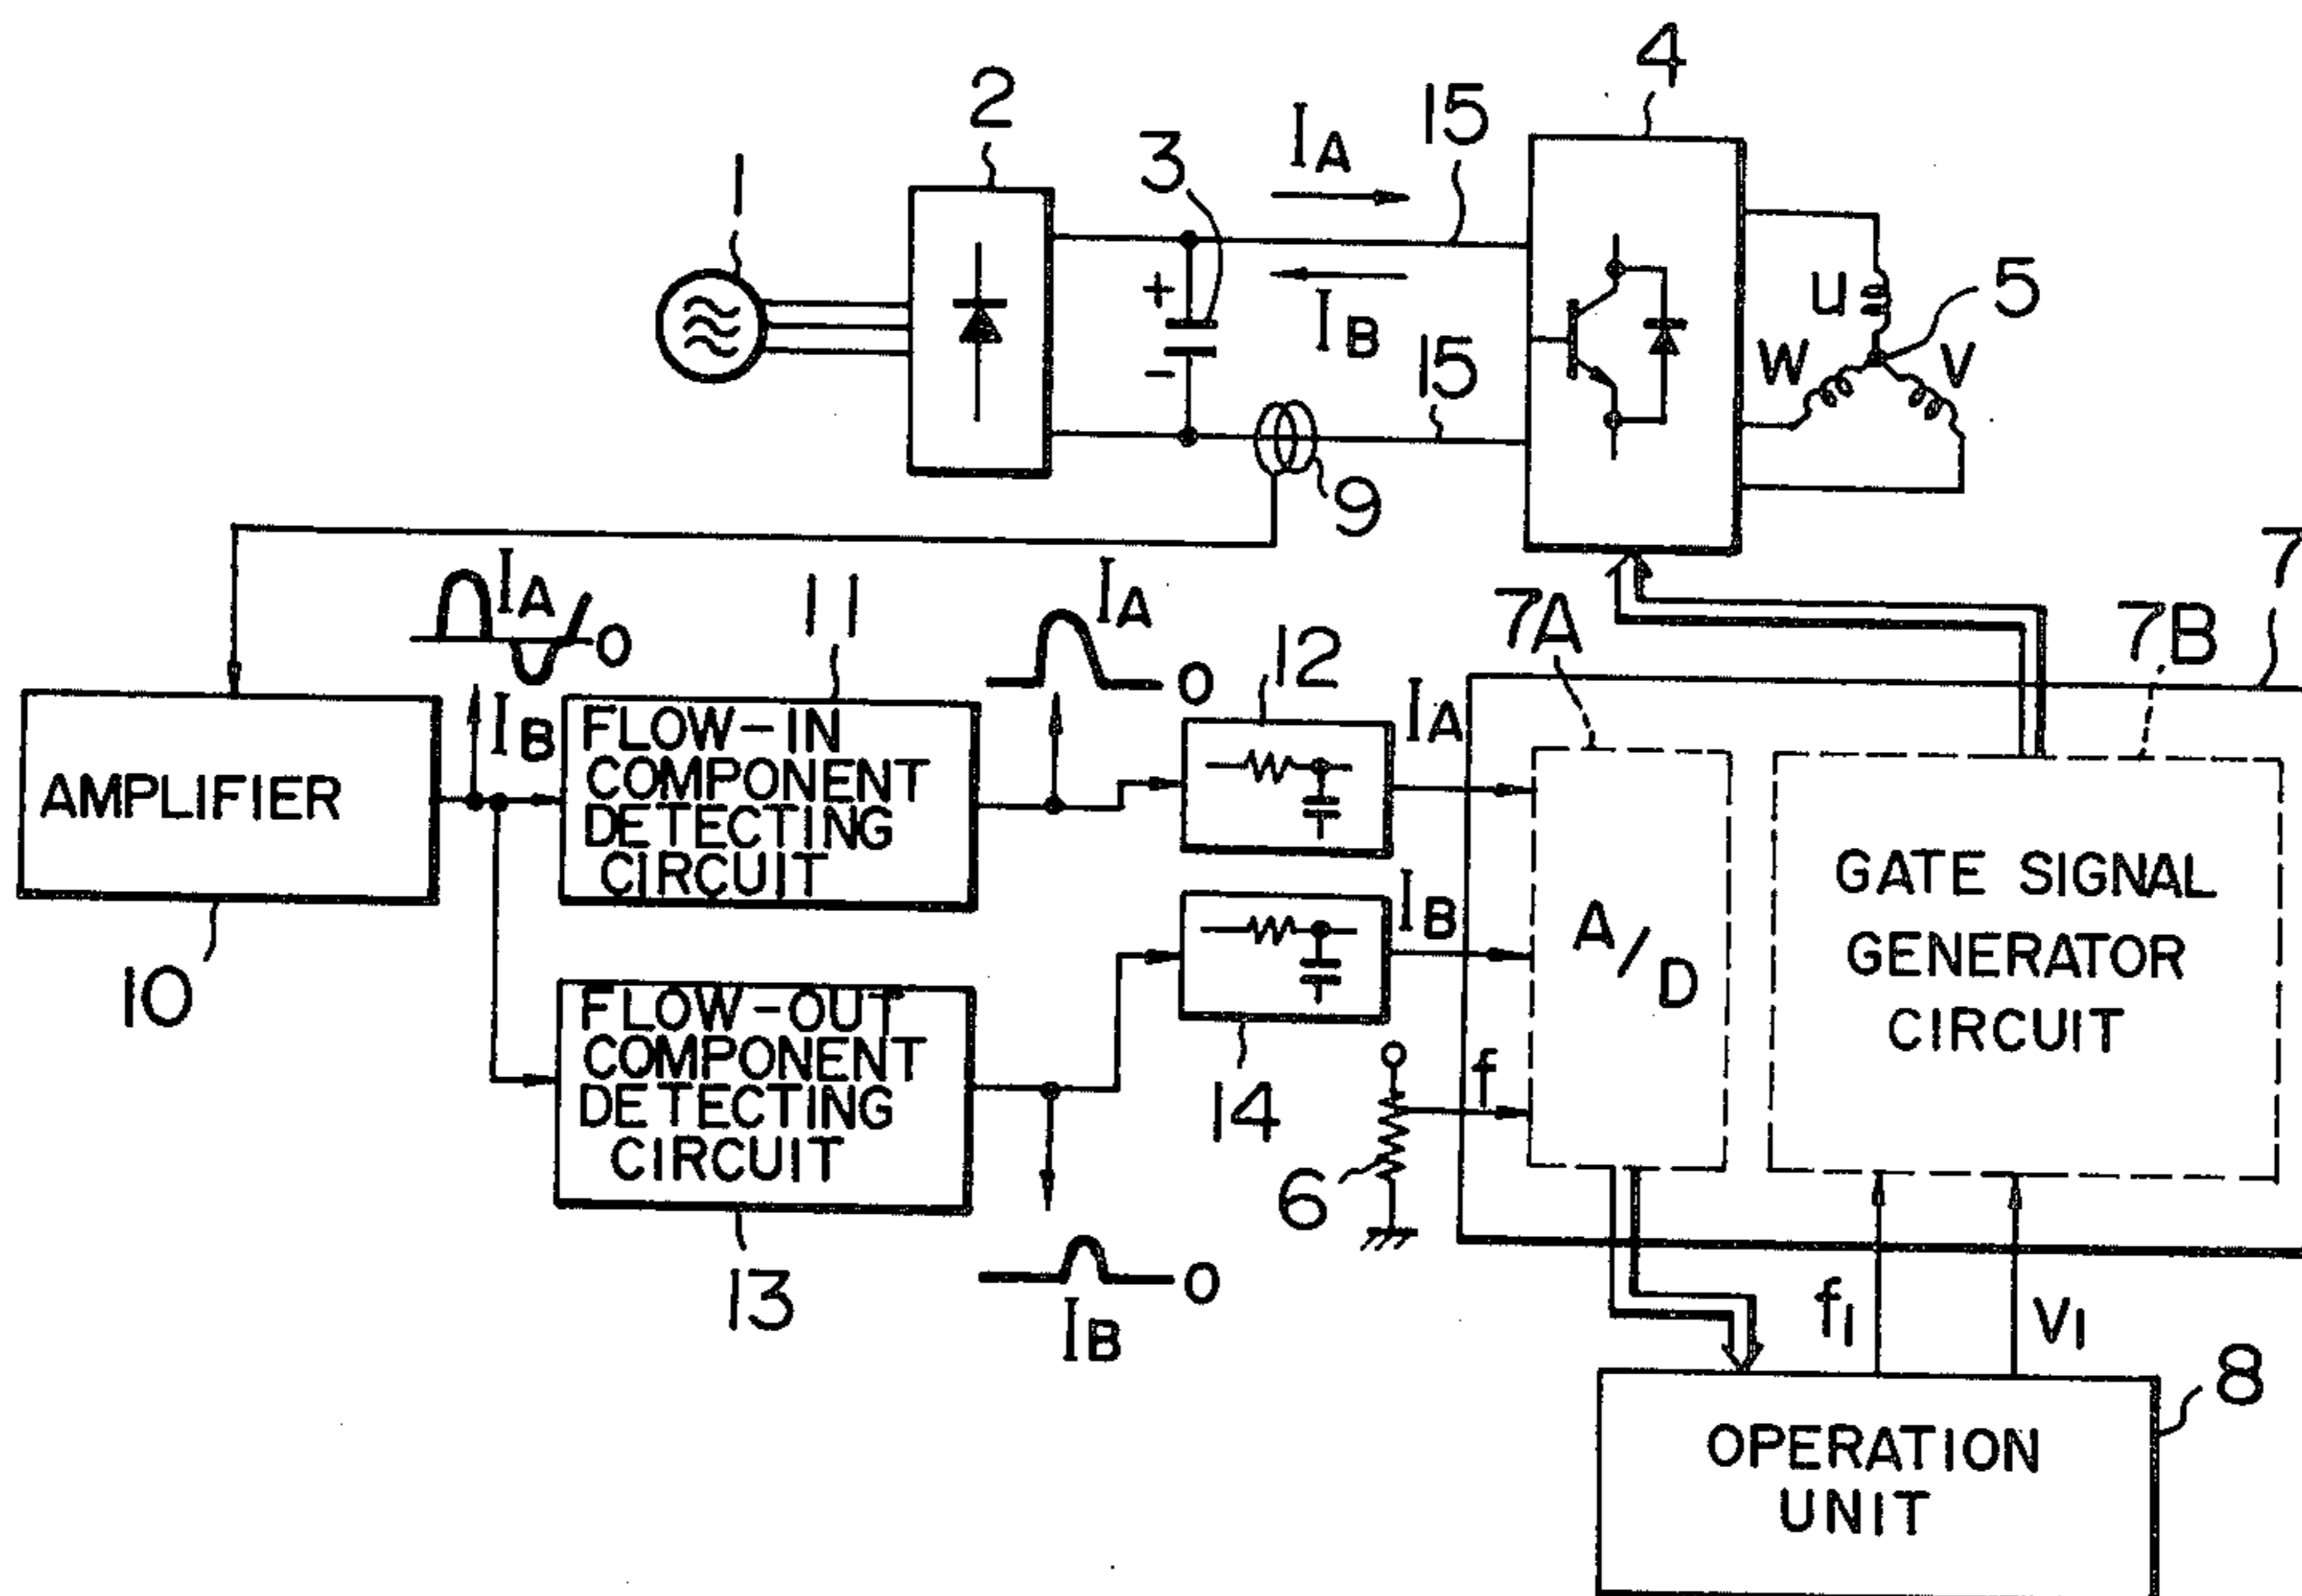 4
2
15
IA
3
1
+
U
5
IB
W
V
-
15
9
7
IA
11
IA
7A
7B
0
12
0
IB
IA
FLOW-IN
COMPONENT
DETECTING
CIRCUIT
AMPLIFIER
GATE SIGNAL
GENERATOR
CIRCUIT
IB
A/D
10
FLOW-OUT
COMPONENT
DETECTING
CIRCUIT
14
f
6
13
0
IB
f1
V1
8
OPERATION
UNIT